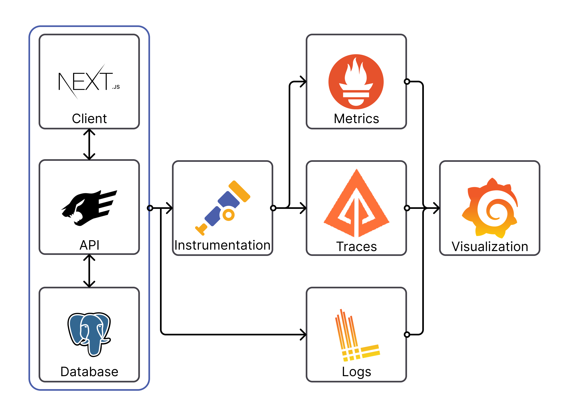 NEXT.JS
Client
Metrics
API
Instrumentation
Traces
Visualization
Database
Logs